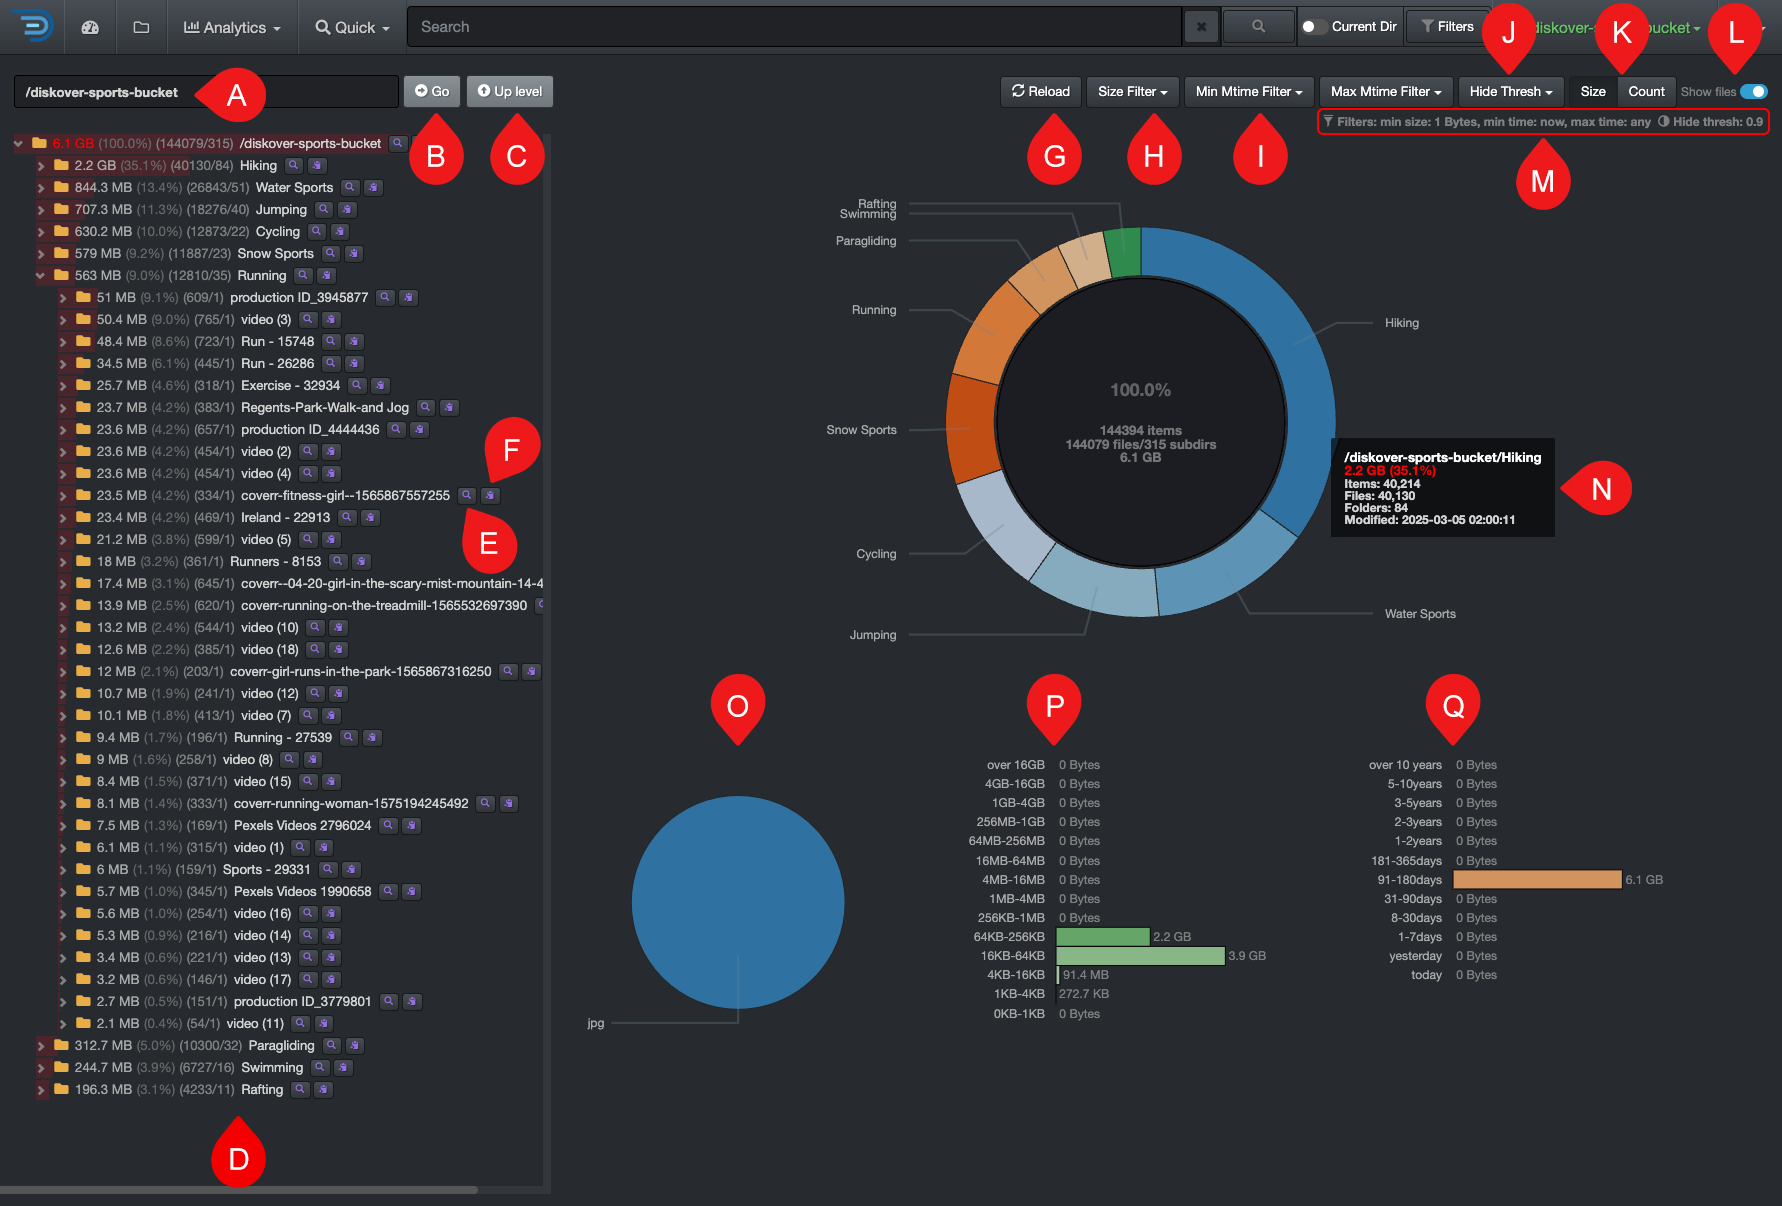 Analytics
Quick
Search
Current Dir
Filters
diskover-s
ucket
J
K
L
/diskover-sports-bucket
A
Go
Up level
Reload
Size Filter
Min Mtime Filter
Max Mtime Filter
Hide Thresh
Size
Count
Show files
Filters: min size: 1 Bytes, min time: now, max time: any Hide thresh: 0.9
B
C
G
H
I
M
6.1 GB (100.0%) (144079/315) /diskover-sports-bucket
2.2 GB (35.1%) (40130/84) Hiking
844.3 MB (13.4%) (26843/51) Water Sports
707.3 MB (11.3%) (18276/40) Jumping
630.2 MB (10.0%) (12873/22) Cycling
579 MB (9.2%) (11887/23) Snow Sports
563 MB (9.0%) (12810/35) Running
51 MB (9.1%) (609/1) production ID_3945877
50.4 MB (9.0%) (765/1) video (3)
48.4 MB (8.6%) (723/1) Run - 15748
34.5 MB (6.1%) (445/1) Run - 26286
25.7 MB (4.6%) (318/1) Exercise - 32934
23.7 MB (4.2%) (383/1) Regents-Park-Walk-and Jog
23.6 MB (4.2%) (657/1) production ID_4444436
23.6 MB (4.2%) (454/1) video (2)
23.6 MB (4.2%) (454/1) video (4)
23.5 MB (4.2%) (334/1) coverr-fitness-girl--1565867557255
23.4 MB (4.2%) (469/1) Ireland - 22913
21.2 MB (3.8%) (599/1) video (5)
18 MB (3.2%) (361/1) Runners - 8153
17.4 MB (3.1%) (645/1) coverr--04-20-girl-in-the-scary-mist-mountain-14-4
13.9 MB (2.5%) (620/1) coverr-running-on-the-treadmill-1565532697390
13.2 MB (2.4%) (544/1) video (10)
12.6 MB (2.2%) (385/1) video (18)
12 MB (2.1%) (203/1) coverr-girl-runs-in-the-park-1565867316250
10.7 MB (1.9%) (241/1) video (12)
10.1 MB (1.8%) (413/1) video (7)
9.4 MB (1.7%) (196/1) Running - 27539
9 MB (1.6%) (258/1) video (8)
8.4 MB (1.5%) (371/1) video (15)
8.1 MB (1.4%) (333/1) coverr-running-woman-1575194245492
7.5 MB (1.3%) (169/1) Pexels Videos 2796024
6.1 MB (1.1%) (315/1) video (1)
6 MB (1.1%) (159/1) Sports - 29331
5.7 MB (1.0%) (345/1) Pexels Videos 1990658
5.6 MB (1.0%) (254/1) video (16)
5.3 MB (0.9%) (216/1) video (14)
3.4 MB (0.6%) (221/1) video (13)
3.2 MB (0.6%) (146/1) video (17)
2.7 MB (0.5%) (151/1) production ID_3779801
2.1 MB (0.4%) (54/1) video (11)
312.7 MB (5.0%) (10300/32) Paragliding
244.7 MB (3.9%) (6727/16) Swimming
196.3 MB (3.1%) (4233/11) Rafting
F
E
D
Rafting
Swimming
Paragliding
Running
Snow Sports
Cycling
Jumping
Hiking
Water Sports
100.0%
144394 items
144079 files/315 subdirs
6.1 GB
/diskover-sports-bucket/Hiking
2.2 GB (35.1%)
Items: 40,214
Files: 40,130
Folders: 84
Modified: 2025-03-05 02:00:11
N
O
jpg
P
over 16GB 0 Bytes
4GB-16GB 0 Bytes
1GB-4GB 0 Bytes
256MB-1GB 0 Bytes
64MB-256MB 0 Bytes
16MB-64MB 0 Bytes
4MB-16MB 0 Bytes
1MB-4MB 0 Bytes
256KB-1MB 0 Bytes
64KB-256KB 2.2 GB
16KB-64KB 3.9 GB
4KB-16KB 91.4 MB
1KB-4KB 272.7 KB
0KB-1KB 0 Bytes
Q
over 10 years 0 Bytes
5-10years 0 Bytes
3-5years 0 Bytes
2-3years 0 Bytes
1-2years 0 Bytes
181-365days 0 Bytes
91-180days 6.1 GB
31-90days 0 Bytes
8-30days 0 Bytes
1-7days 0 Bytes
yesterday 0 Bytes
today 0 Bytes